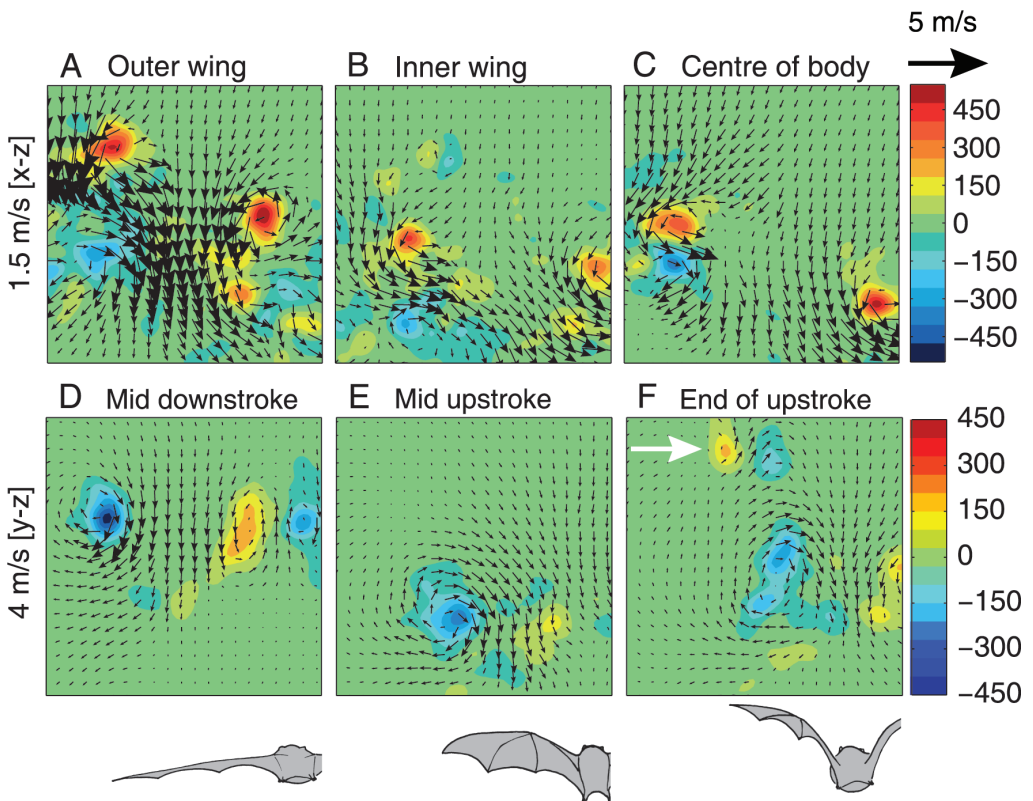 5 m/s
A Outer wing
B Inner wing
C Centre of body
1.5 m/s [x-z]
450
300
150
0
−150
−300
−450
D Mid downstroke
E Mid upstroke
F End of upstroke
4 m/s [y-z]
450
300
150
0
−150
−300
−450